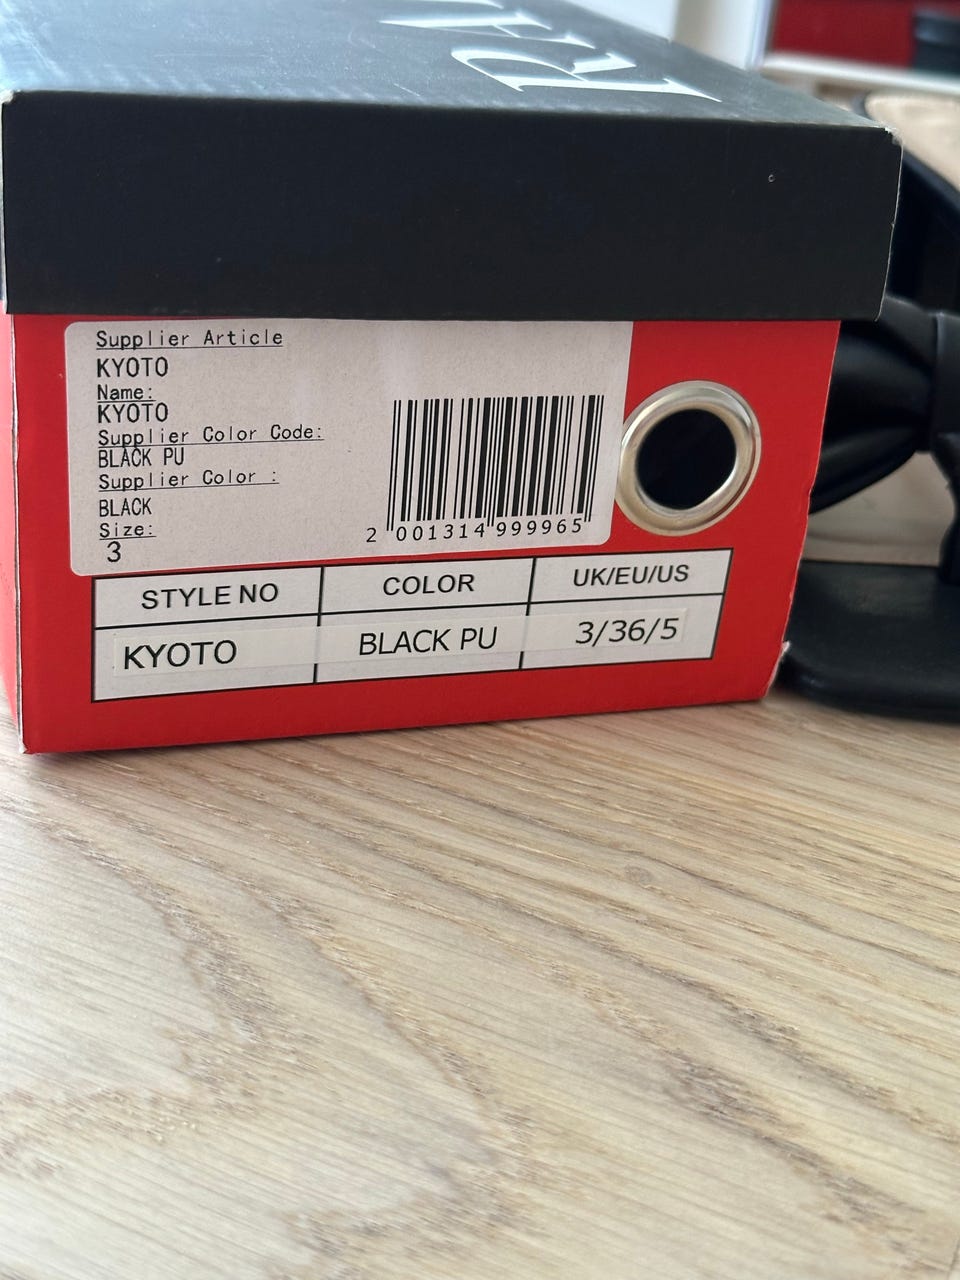 Supplier Article
KYOTO
Name:
KYOTO
Supplier Color Code:
BLACK PU
Supplier Color :
BLACK
Size:
3
2 001314 999965
STYLE NO COLOR UK/EU/US
KYOTO BLACK PU 3/36/5